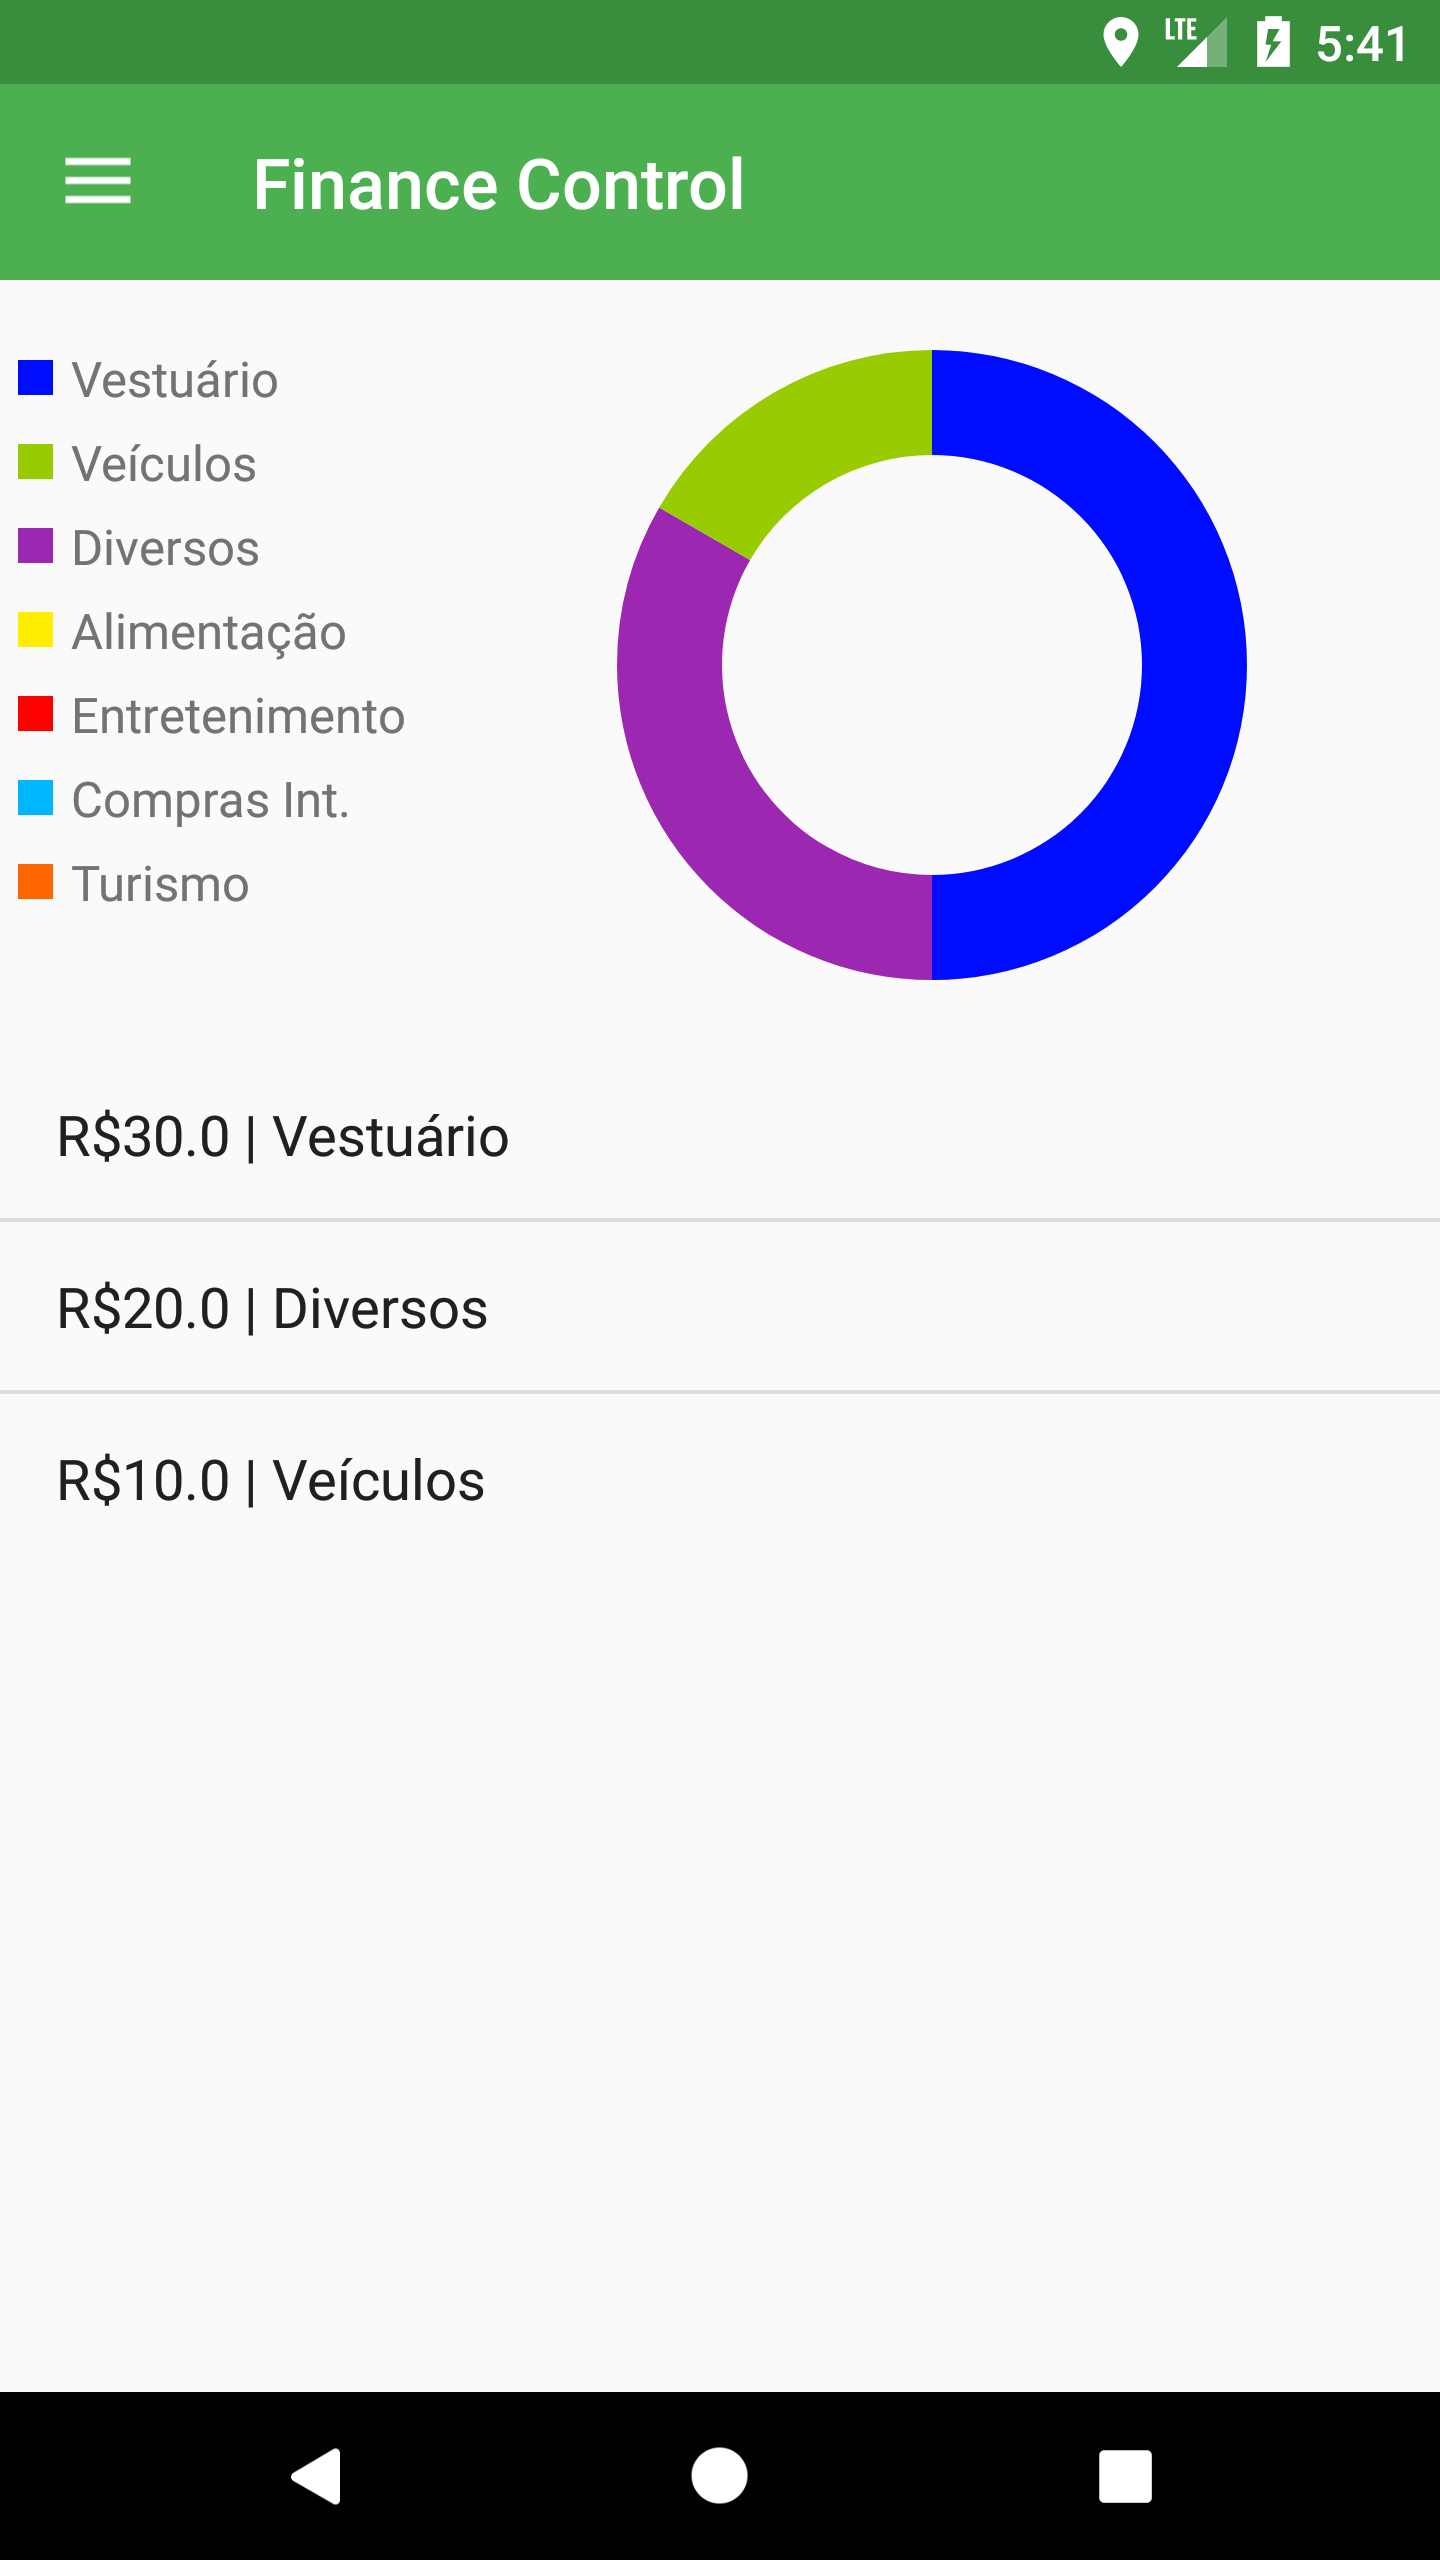 LTE 5:41
Finance Control
Vestuário
Veículos
Diversos
Alimentação
Entretenimento
Compras Int.
Turismo
R$30.0 | Vestuário
R$20.0 | Diversos
R$10.0 | Veículos